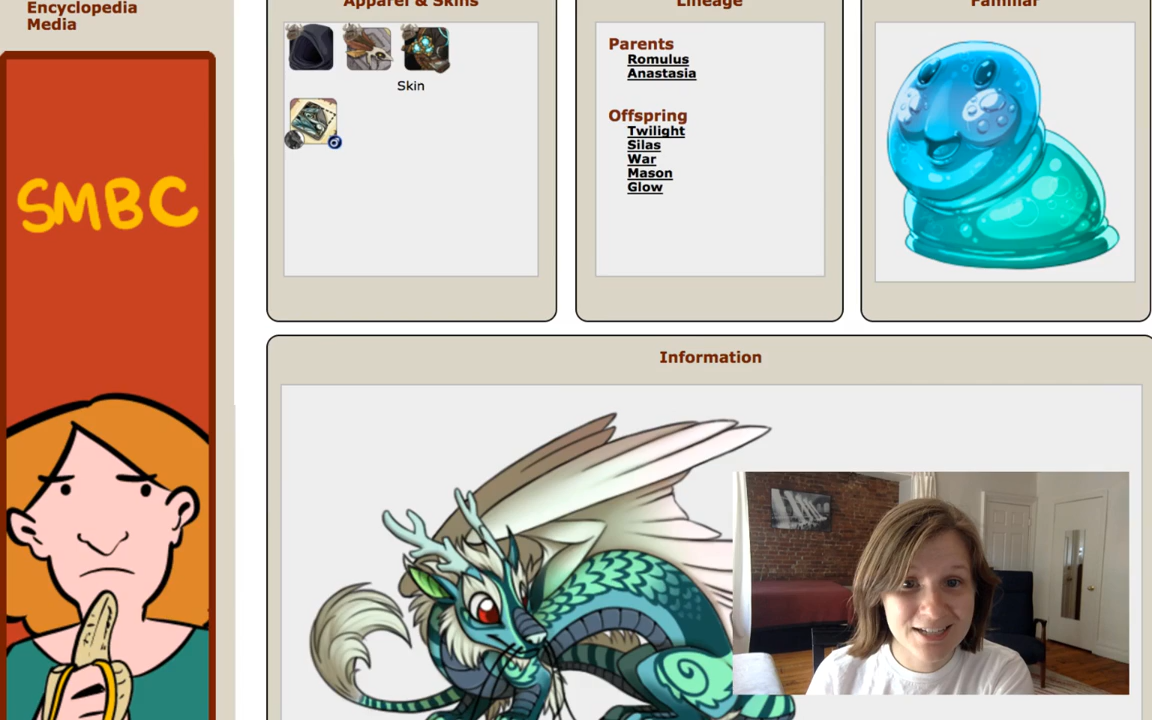 Encyclopedia
Media
SMBC
Apparel & Skins
Skin
Lineage
Parents
Romulus
Anastasia
Offspring
Twilight
Silas
War
Mason
Glow
Familiar
Information